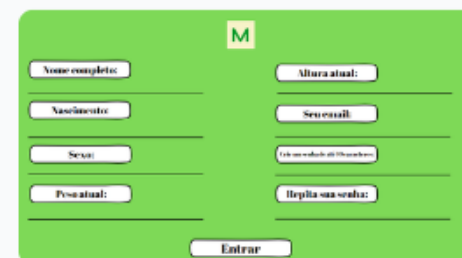 M
Nome completo:
Nascimento:
Sexo:
Peso atual:
Altura atual:
Seu email:
Repita sua senha:
Entrar